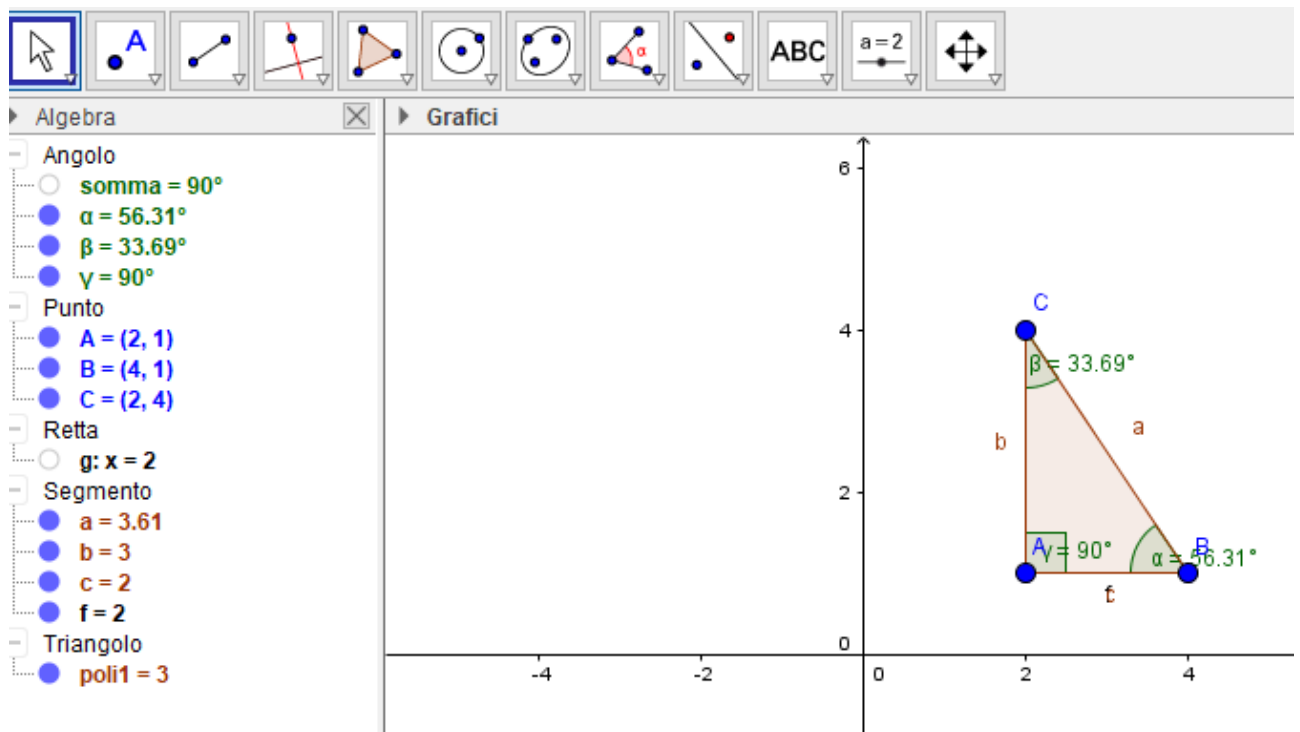 A
α
ABC
a = 2
Algebra
Grafici
Angolo
somma = 90°
α = 56.31°
β = 33.69°
γ = 90°
Punto
A = (2, 1)
B = (4, 1)
C = (2, 4)
Retta
g: x = 2
Segmento
a = 3.61
b = 3
c = 2
f = 2
Triangolo
poli1 = 3
6
C
4
β = 33.69°
a
b
2
A
γ = 90°
B
α = 56.31°
f
0
-4
-2
0
2
4